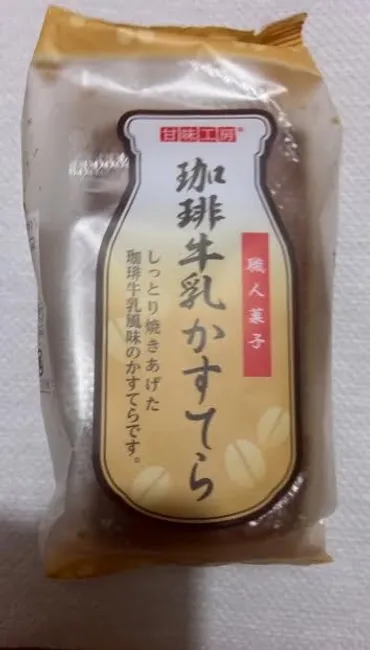 甘味工房®
珈琲牛乳かすてら
職人菓子
しっとり焼きあげた
珈琲牛乳風味のかすてらです。